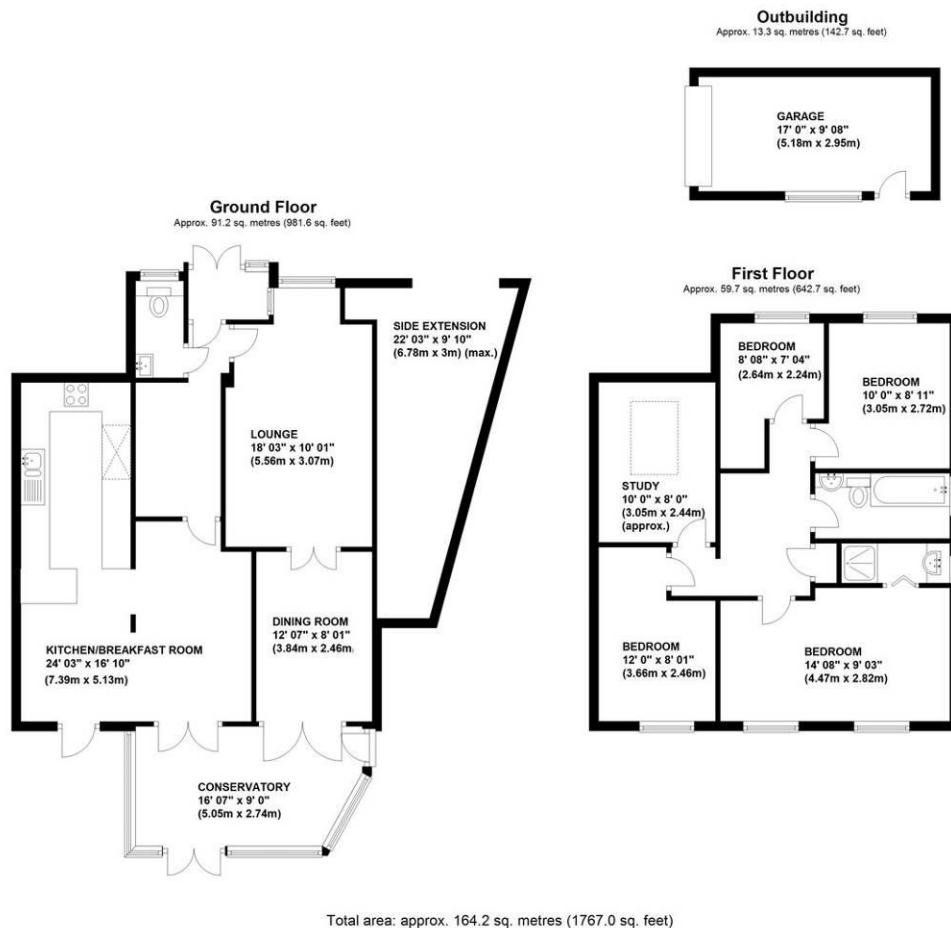 Outbuilding
Approx. 13.3 sq. metres (142.7 sq. feet)
GARAGE
17' 0" x 9' 08"
(5.18m x 2.95m)
Ground Floor
Approx. 91.2 sq. metres (981.6 sq. feet)
SIDE EXTENSION
22' 03" x 9' 10"
(6.78m x 3m) (max.)
LOUNGE
18' 03" x 10' 01"
(5.56m x 3.07m)
KITCHEN/BREAKFAST ROOM
24' 03" x 16' 10"
(7.39m x 5.13m)
DINING ROOM
12' 07" x 8' 01"
(3.84m x 2.46m
CONSERVATORY
16' 07" x 9' 0"
(5.05m x 2.74m)
First Floor
Approx. 59.7 sq. metres (642.7 sq. feet)
BEDROOM
8' 08" x 7' 04"
(2.64m x 2.24m)
BEDROOM
10' 0" x 8' 11"
(3.05m x 2.72m)
STUDY
10' 0" x 8' 0"
(3.05m x 2.44m)
(approx.)
BEDROOM
12' 0" x 8' 01"
(3.66m x 2.46m)
BEDROOM
14' 08" x 9' 03"
(4.47m x 2.82m)
Total area: approx. 164.2 sq. metres (1767.0 sq. feet)